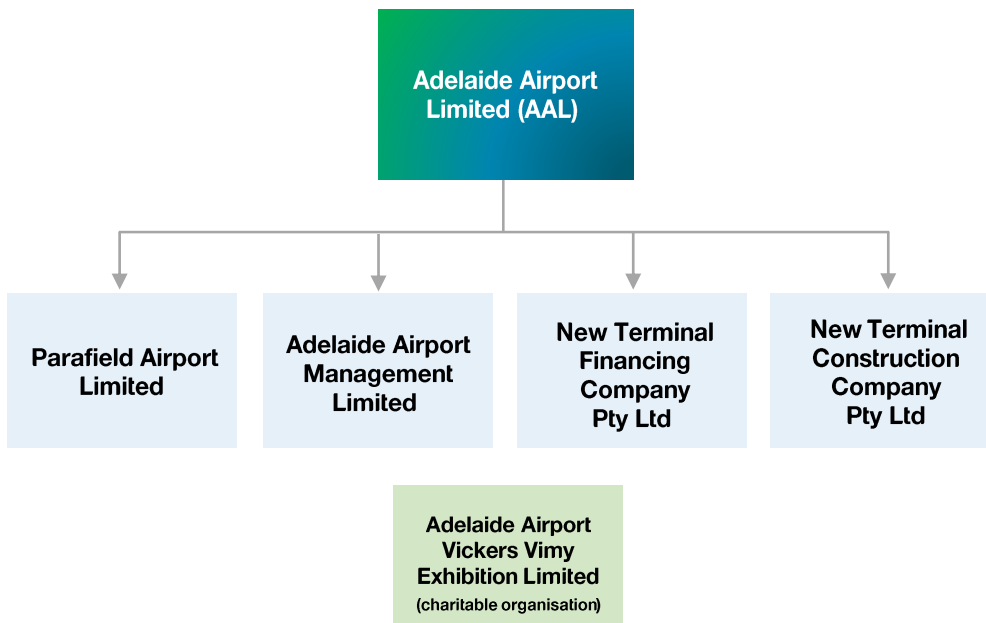 Adelaide Airport
Limited (AAL)
Parafield Airport
Limited
Adelaide Airport
Management
Limited
New Terminal
Financing
Company
Pty Ltd
New Terminal
Construction
Company
Pty Ltd
Adelaide Airport
Vickers Vimy
Exhibition Limited
(charitable organisation)